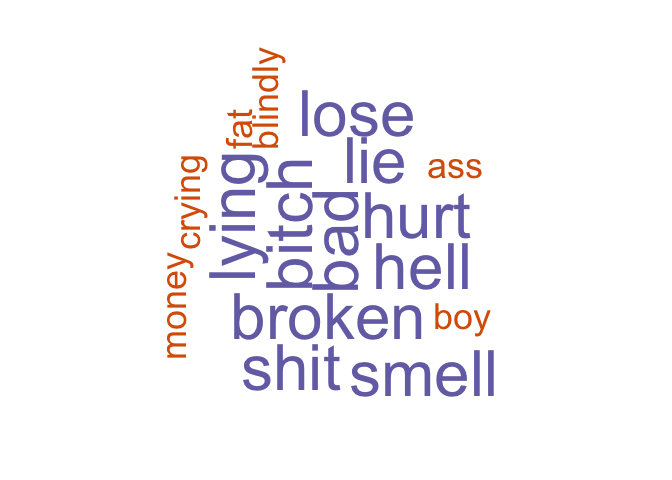 blindly
fat
lose
lie
ass
crying
lying
bitch
bad
hurt
hell
money
broken
boy
shit
smell